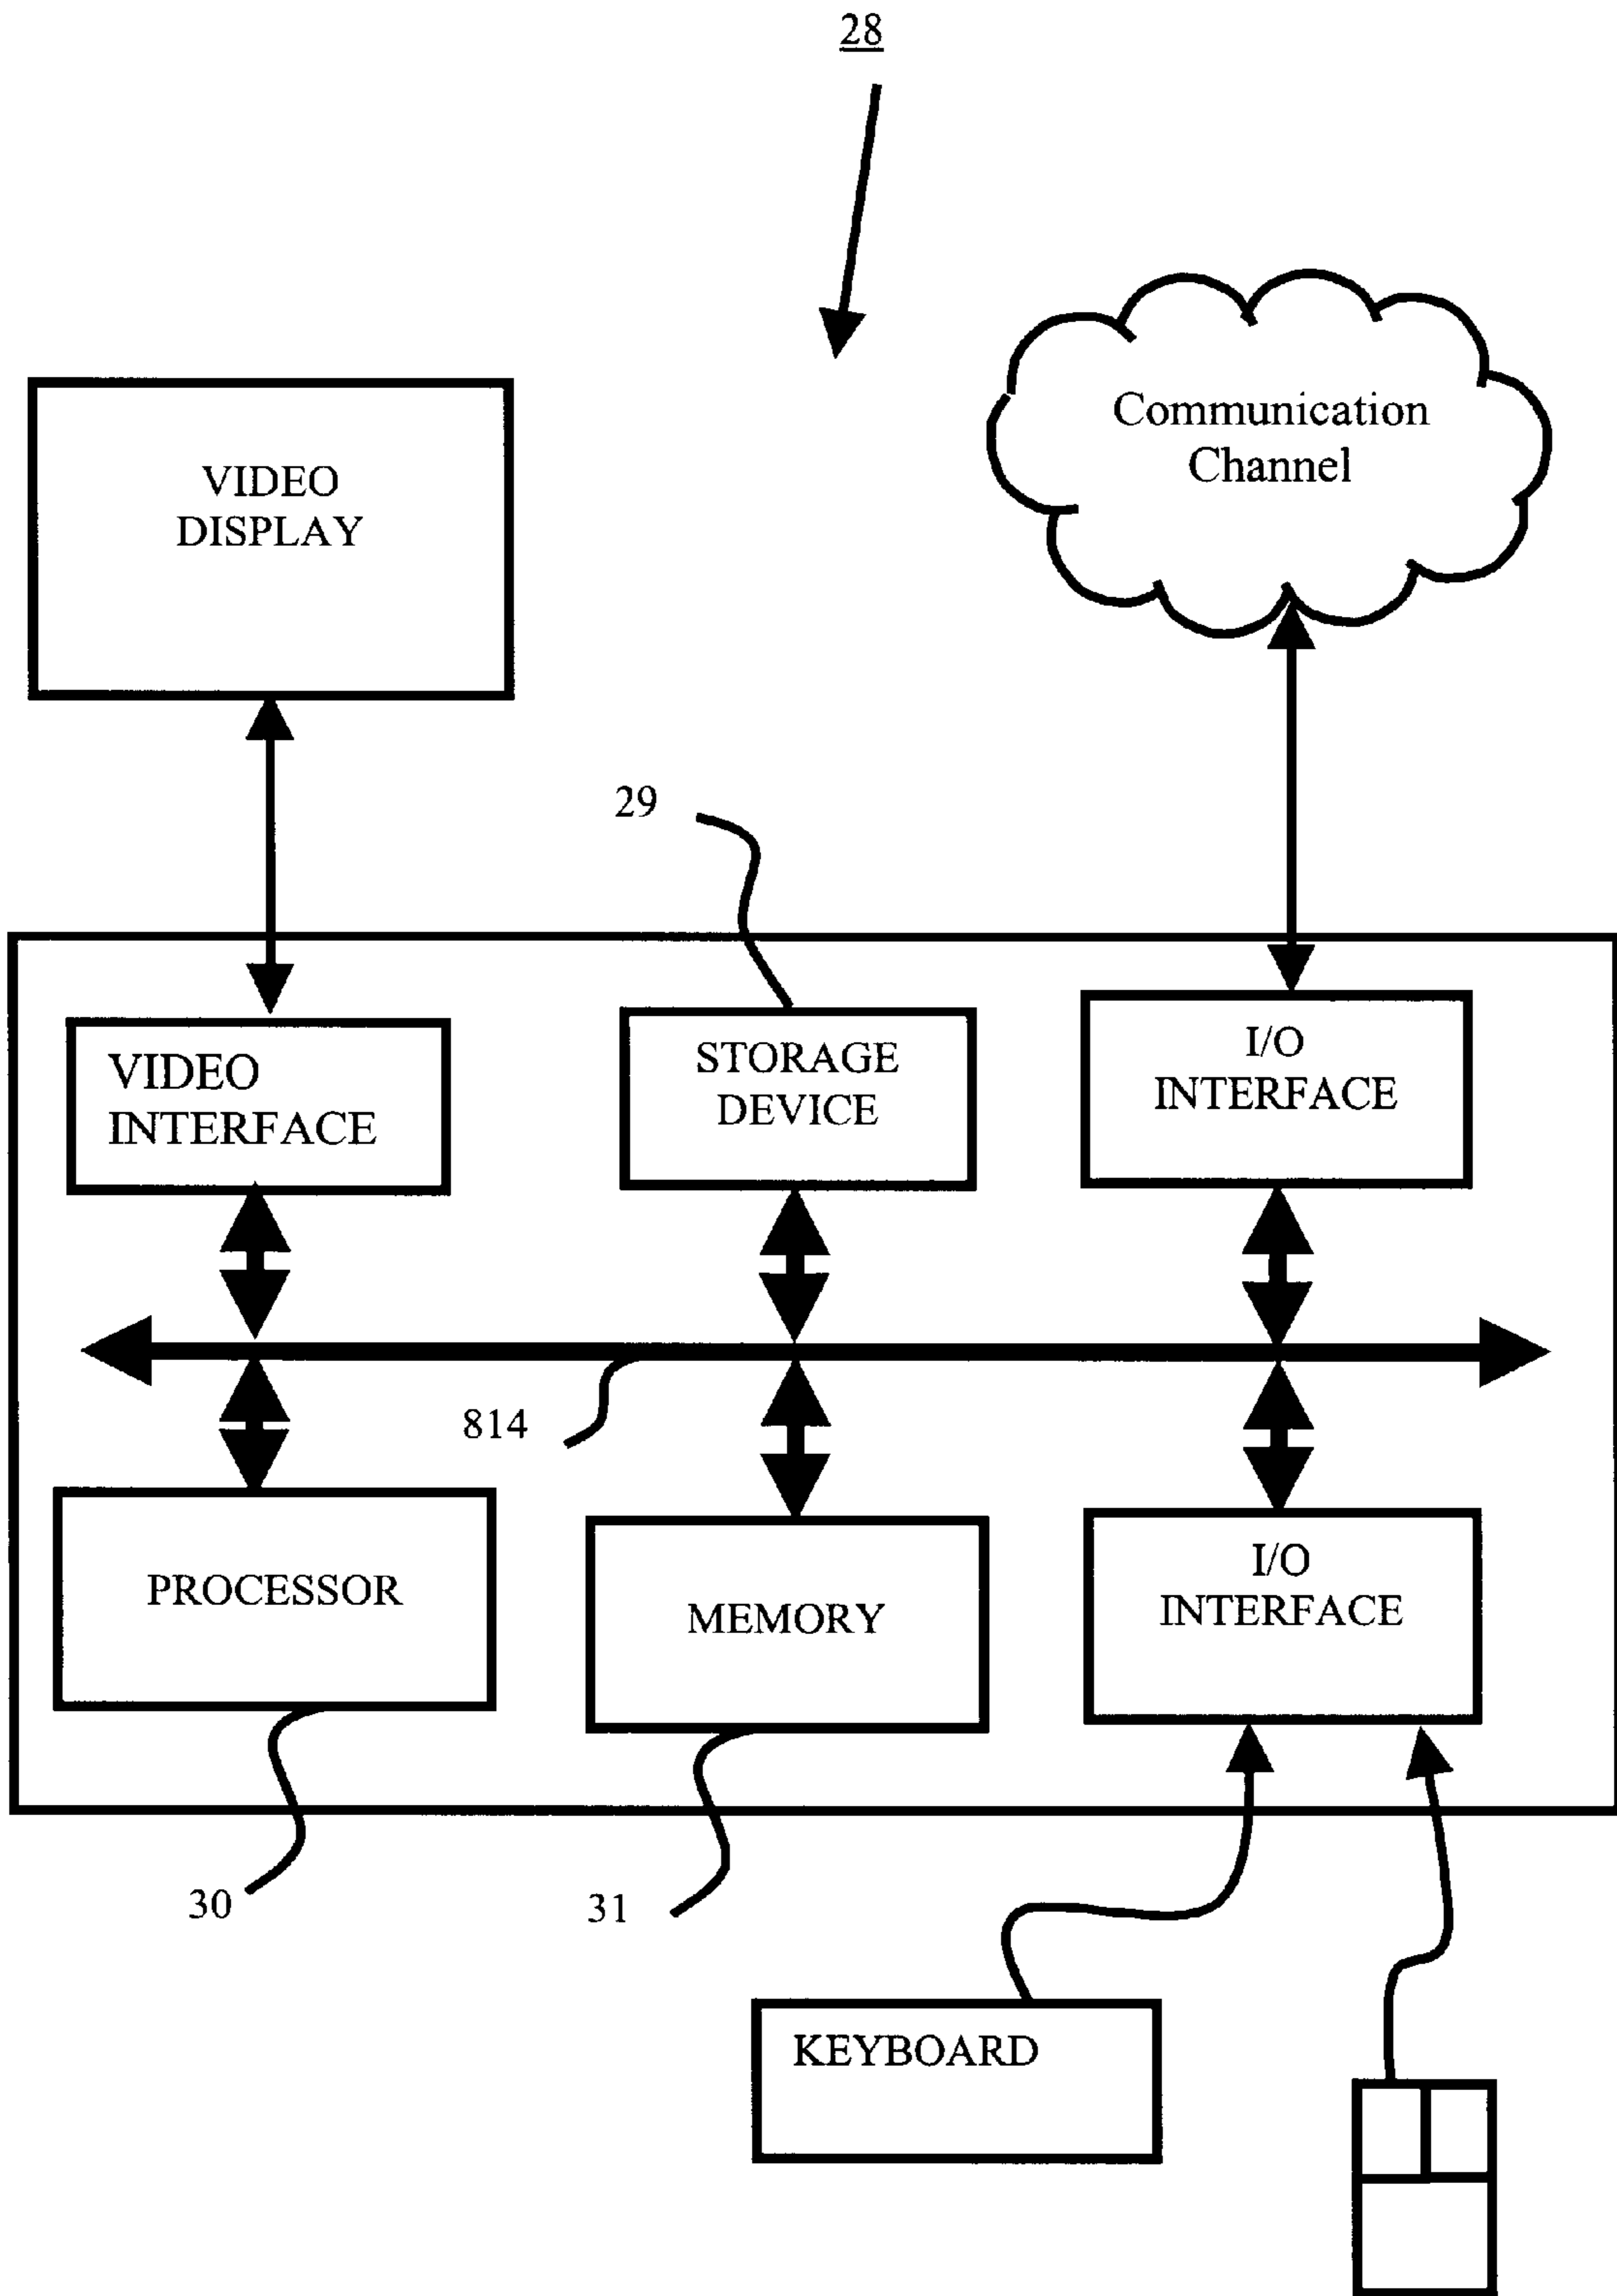 28
Communication
Channel
VIDEO
DISPLAY
29
VIDEO
INTERFACE
STORAGE
DEVICE
I/O
INTERFACE
814
PROCESSOR
MEMORY
I/O
INTERFACE
30
31
KEYBOARD